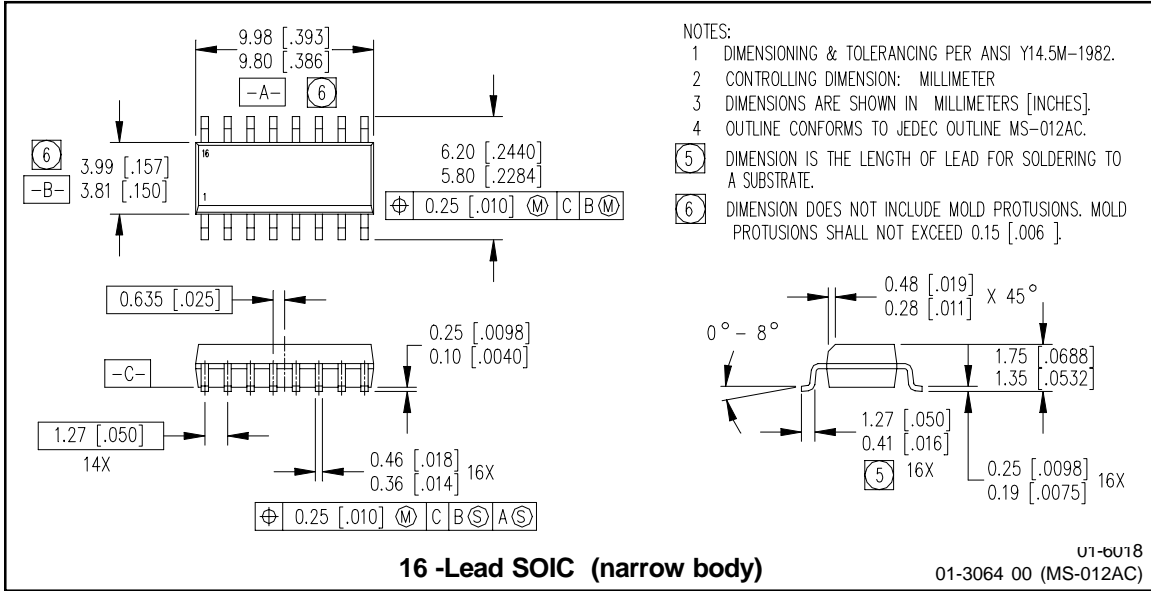 9.98 [.393]
9.80 [.386]
-A- 6
6
3.99 [.157]
-B- 3.81 [.150]
16
1
6.20 [.2440]
5.80 [.2284]
⌖ 0.25 [.010] Ⓜ C B Ⓜ
NOTES:
1 DIMENSIONING & TOLERANCING PER ANSI Y14.5M-1982.
2 CONTROLLING DIMENSION: MILLIMETER
3 DIMENSIONS ARE SHOWN IN MILLIMETERS [INCHES].
4 OUTLINE CONFORMS TO JEDEC OUTLINE MS-012AC.
5 DIMENSION IS THE LENGTH OF LEAD FOR SOLDERING TO
A SUBSTRATE.
6 DIMENSION DOES NOT INCLUDE MOLD PROTUSIONS. MOLD
PROTUSIONS SHALL NOT EXCEED 0.15 [.006 ].
0.635 [.025]
0.25 [.0098]
0.10 [.0040]
-C-
1.27 [.050]
14X
0.46 [.018]
0.36 [.014] 16X
⌖ 0.25 [.010] Ⓜ C B Ⓢ A Ⓢ
0.48 [.019]
0.28 [.011] X 45°
0° - 8°
1.75 [.0688]
1.35 [.0532]
1.27 [.050]
0.41 [.016]
5 16X
0.25 [.0098]
0.19 [.0075] 16X
16 -Lead SOIC (narrow body)
01-6018
01-3064 00 (MS-012AC)